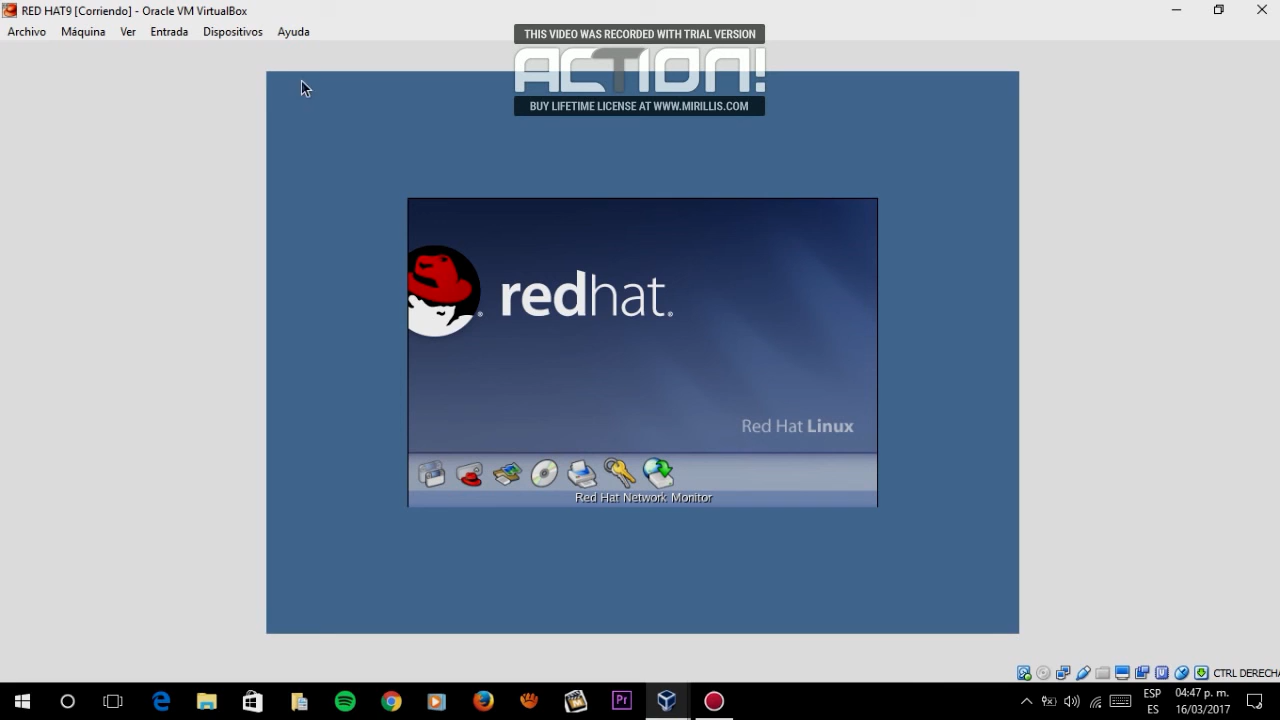 RED HAT9 [Corriendo] - Oracle VM VirtualBox
Archivo Máquina Ver Entrada Dispositivos Ayuda
THIS VIDEO WAS RECORDED WITH TRIAL VERSION
ACTION!
BUY LIFETIME LICENSE AT WWW.MIRILLIS.COM
redhat®
Red Hat Linux
Red Hat Network Monitor
CTRL DERECHA
Pr
ESP
ES
04:47 p. m.
16/03/2017